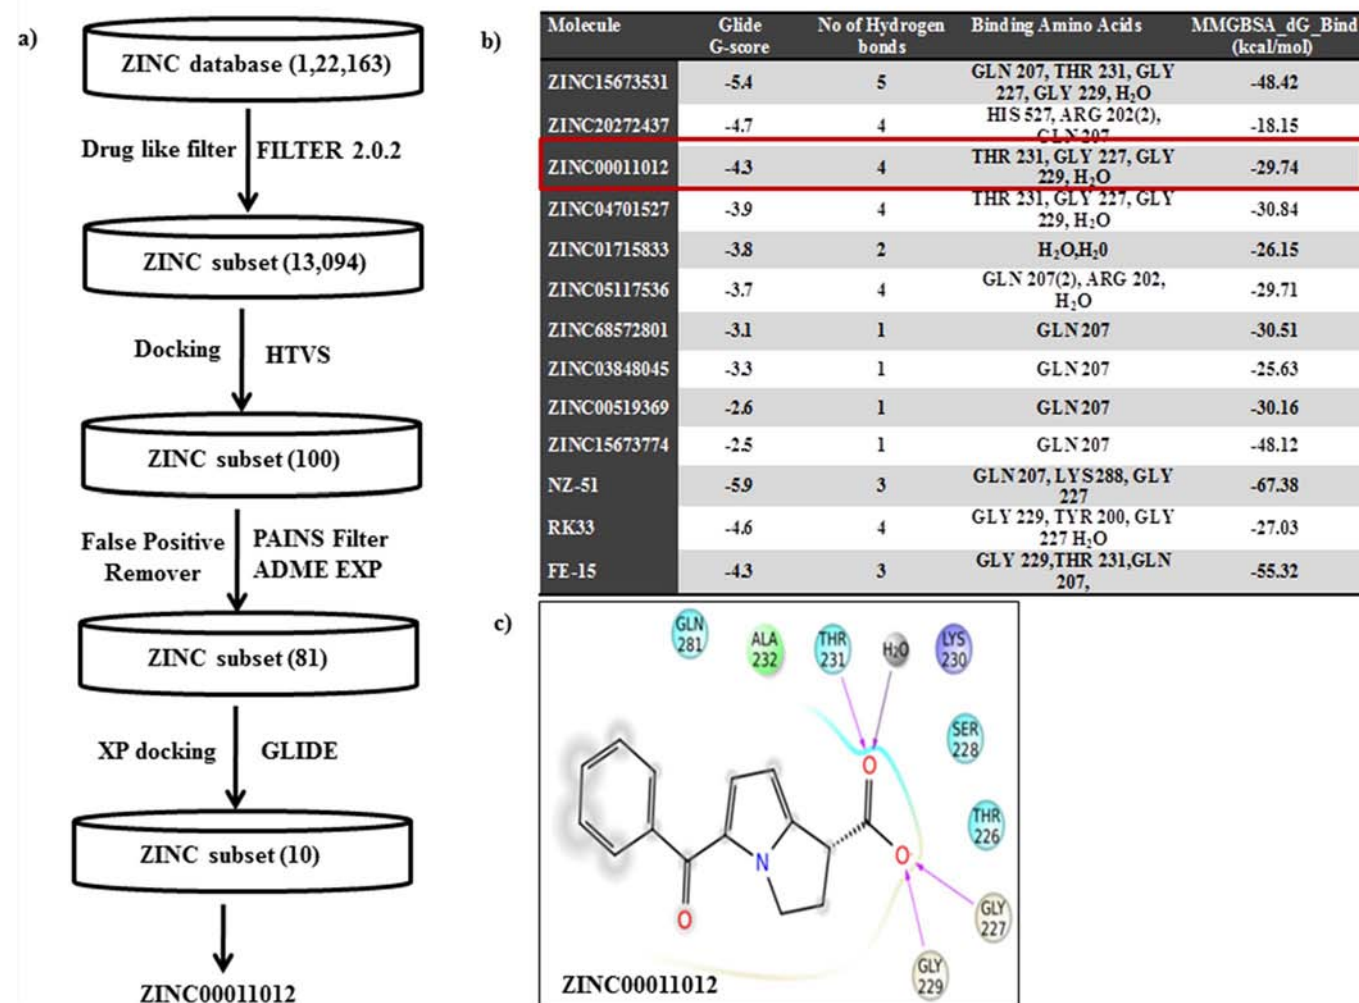 a)
ZINC database (1,22,163)
Drug like filter FILTER 2.0.2
ZINC subset (13,094)
Docking HTVS
ZINC subset (100)
False Positive PAINS Filter
Remover ADME EXP
ZINC subset (81)
XP docking GLIDE
ZINC subset (10)
ZINC00011012
b)
Molecule Glide No of Hydrogen Binding Amino Acids MMGBSA_dG_Bind
G-score bonds (kcal/mol)
ZINC15673531 -5.4 5 GLN 207, THR 231, GLY -48.42
227, GLY 229, H₂O
ZINC20272437 -4.7 4 HIS 527, ARG 202(2), -18.15
GLN 207
ZINC00011012 -4.3 4 THR 231, GLY 227, GLY -29.74
229, H₂O
ZINC04701527 -3.9 4 THR 231, GLY 227, GLY -30.84
229, H₂O
ZINC01715833 -3.8 2 H₂O,H₂0 -26.15
ZINC05117536 -3.7 4 GLN 207(2), ARG 202, -29.71
H₂O
ZINC68572801 -3.1 1 GLN 207 -30.51
ZINC03848045 -3.3 1 GLN 207 -25.63
ZINC00519369 -2.6 1 GLN 207 -30.16
ZINC15673774 -2.5 1 GLN 207 -48.12
NZ-51 -5.9 3 GLN 207, LYS288, GLY -67.38
227
RK33 -4.6 4 GLY 229, TYR 200, GLY -27.03
227 H₂O
FE-15 -4.3 3 GLY 229,THR 231,GLN -55.32
207,
c)
GLN 281
ALA 232
THR 231
H₂O
LYS 230
SER 228
THR 226
O
O
N
O
GLY 227
GLY 229
ZINC00011012